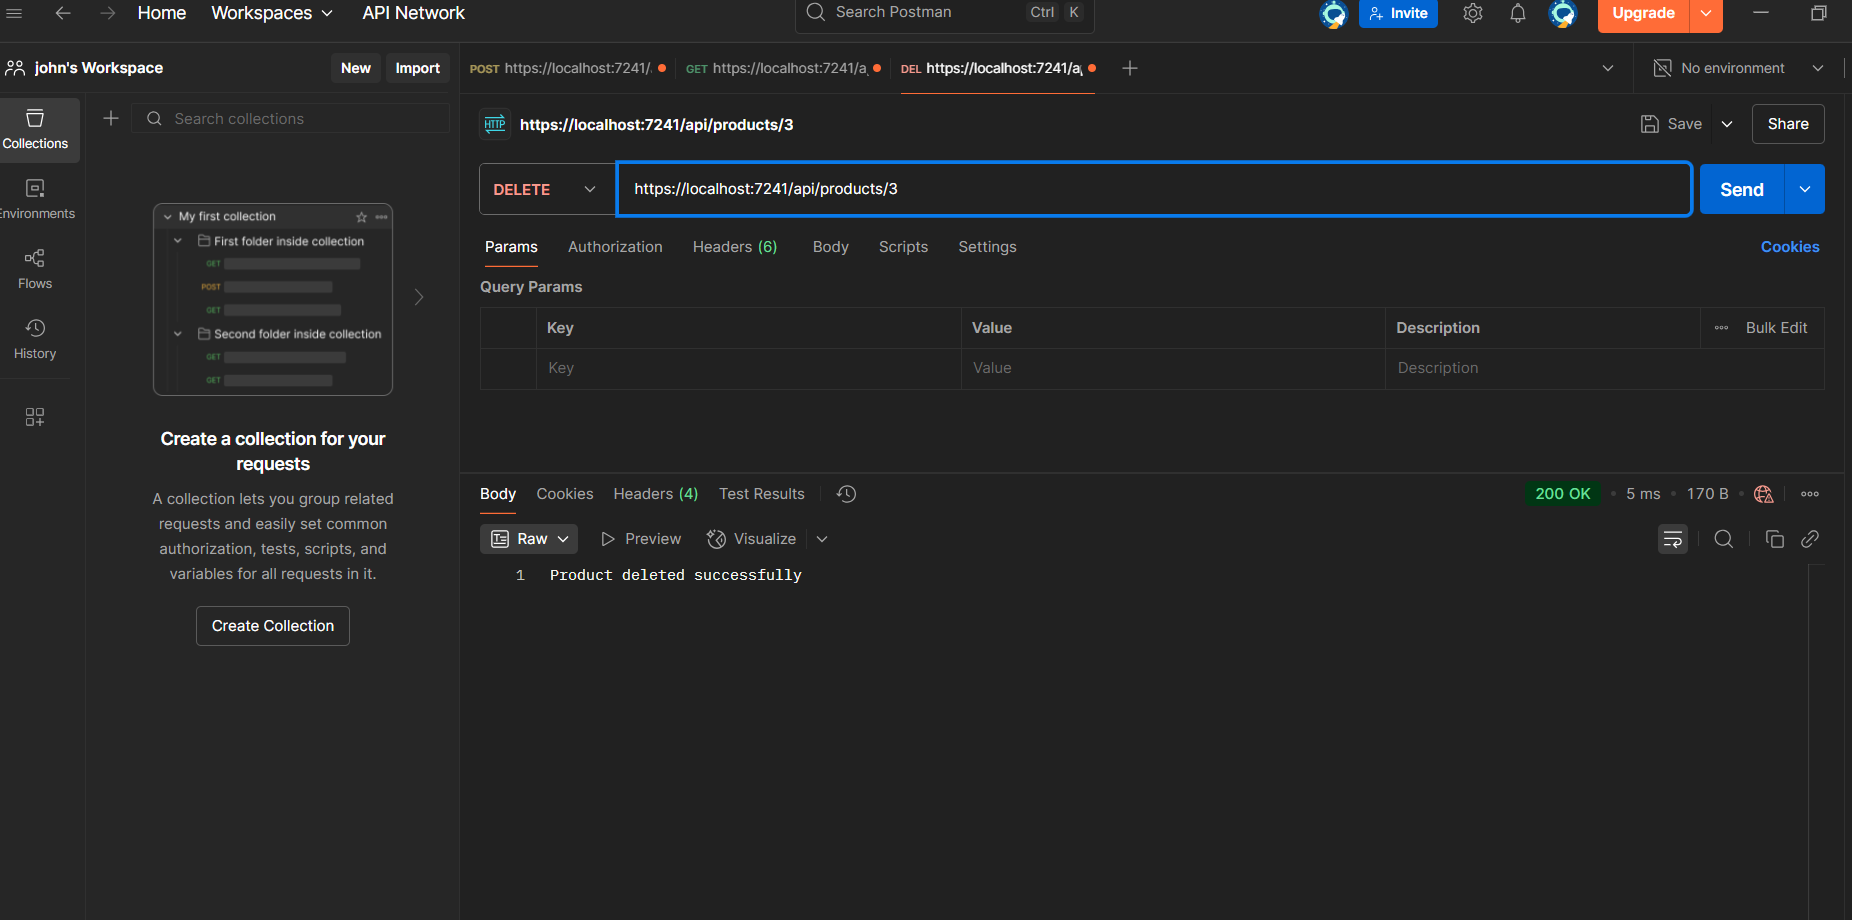 Home Workspaces API Network Search Postman Ctrl K Invite Upgrade
john's Workspace New Import POST https://localhost:7241/ GET https://localhost:7241/a DEL https://localhost:7241/a No environment
Search collections
HTTP https://localhost:7241/api/products/3 Save Share
Collections
DELETE https://localhost:7241/api/products/3 Send
Environments
Params Authorization Headers (6) Body Scripts Settings Cookies
Flows
Query Params
History
Key Value Description Bulk Edit
Key Value Description
My first collection
First folder inside collection
GET
POST
GET
Second folder inside collection
GET
GET
Create a collection for your
requests
A collection lets you group related
requests and easily set common
authorization, tests, scripts, and
variables for all requests in it.
Create Collection
Body Cookies Headers (4) Test Results 200 OK 5 ms 170 B
Raw Preview Visualize
1 Product deleted successfully